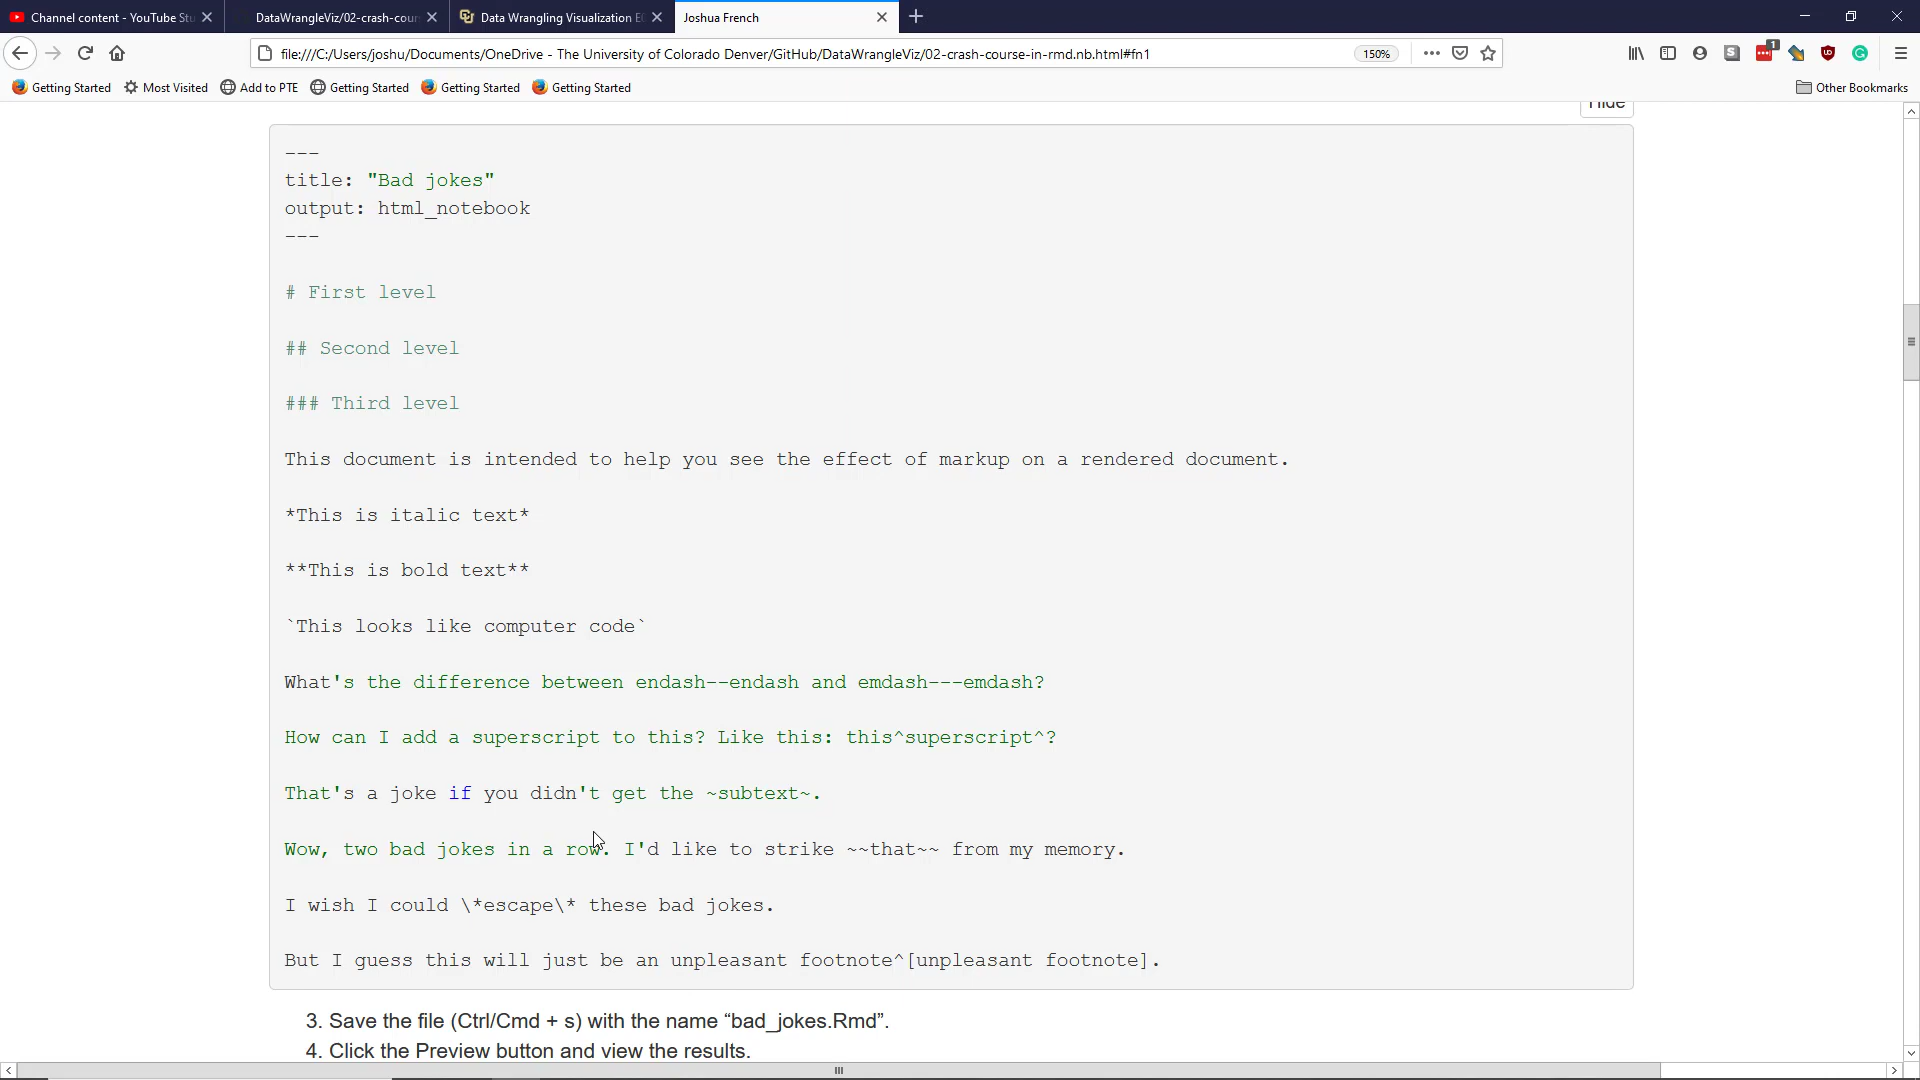 Channel content - YouTube Stu
DataWrangleViz/02-crash-cour
Data Wrangling Visualization E
Joshua French
file:///C:/Users/joshu/Documents/OneDrive - The University of Colorado Denver/GitHub/DataWrangleViz/02-crash-course-in-rmd.nb.html#fn1
150%
1
Getting Started
Most Visited
Add to PTE
Getting Started
Getting Started
Getting Started
Other Bookmarks
Hide
---
title: "Bad jokes"
output: html_notebook
---
# First level
## Second level
### Third level
This document is intended to help you see the effect of markup on a rendered document.
*This is italic text*
**This is bold text**
`This looks like computer code`
What's the difference between endash--endash and emdash---emdash?
How can I add a superscript to this? Like this: this^superscript^?
That's a joke if you didn't get the ~subtext~.
Wow, two bad jokes in a row. I'd like to strike ~~that~~ from my memory.
I wish I could \*escape\* these bad jokes.
But I guess this will just be an unpleasant footnote^[unpleasant footnote].
3. Save the file (Ctrl/Cmd + s) with the name “bad_jokes.Rmd”.
4. Click the Preview button and view the results.